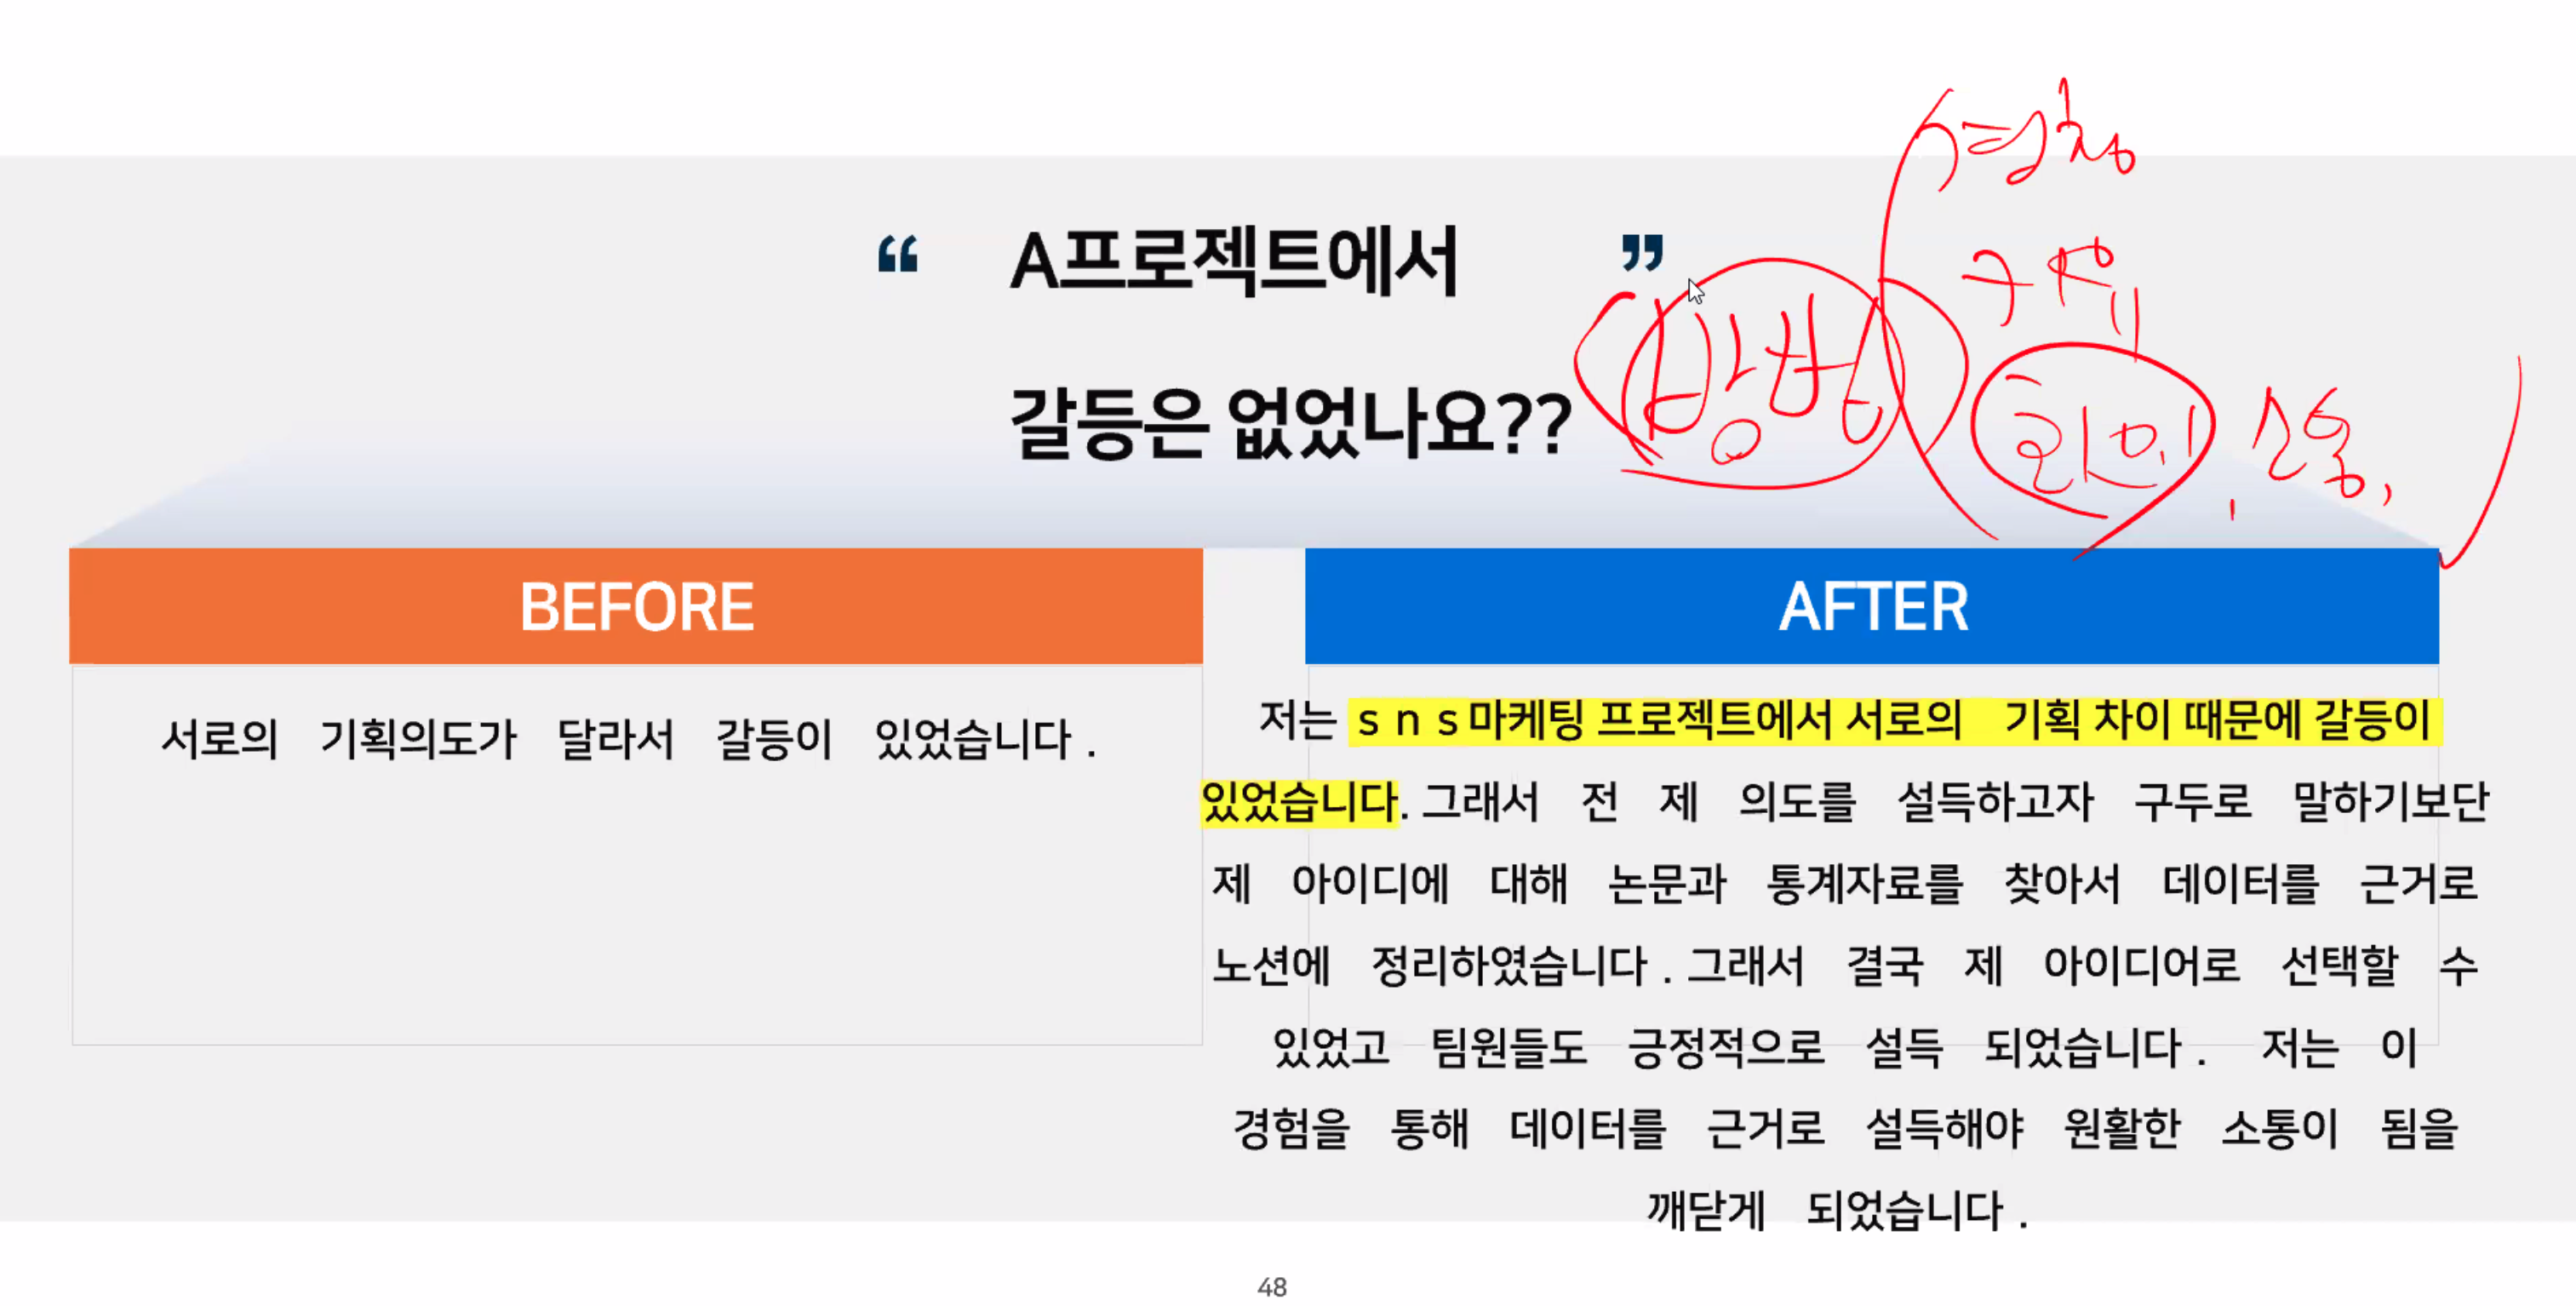 “ A프로젝트에서 ”
갈등은 없었나요??
방법
소통,
BEFORE
AFTER
서로의 기획의도가 달라서 갈등이 있었습니다.
저는 sns마케팅 프로젝트에서 서로의 기획 차이 때문에 갈등이
있었습니다. 그래서 전 제 의도를 설득하고자 구두로 말하기보단
제 아이디에 대해 논문과 통계자료를 찾아서 데이터를 근거로
노션에 정리하였습니다. 그래서 결국 제 아이디어로 선택할 수
있었고 팀원들도 긍정적으로 설득 되었습니다. 저는 이
경험을 통해 데이터를 근거로 설득해야 원활한 소통이 됨을
깨닫게 되었습니다.
48